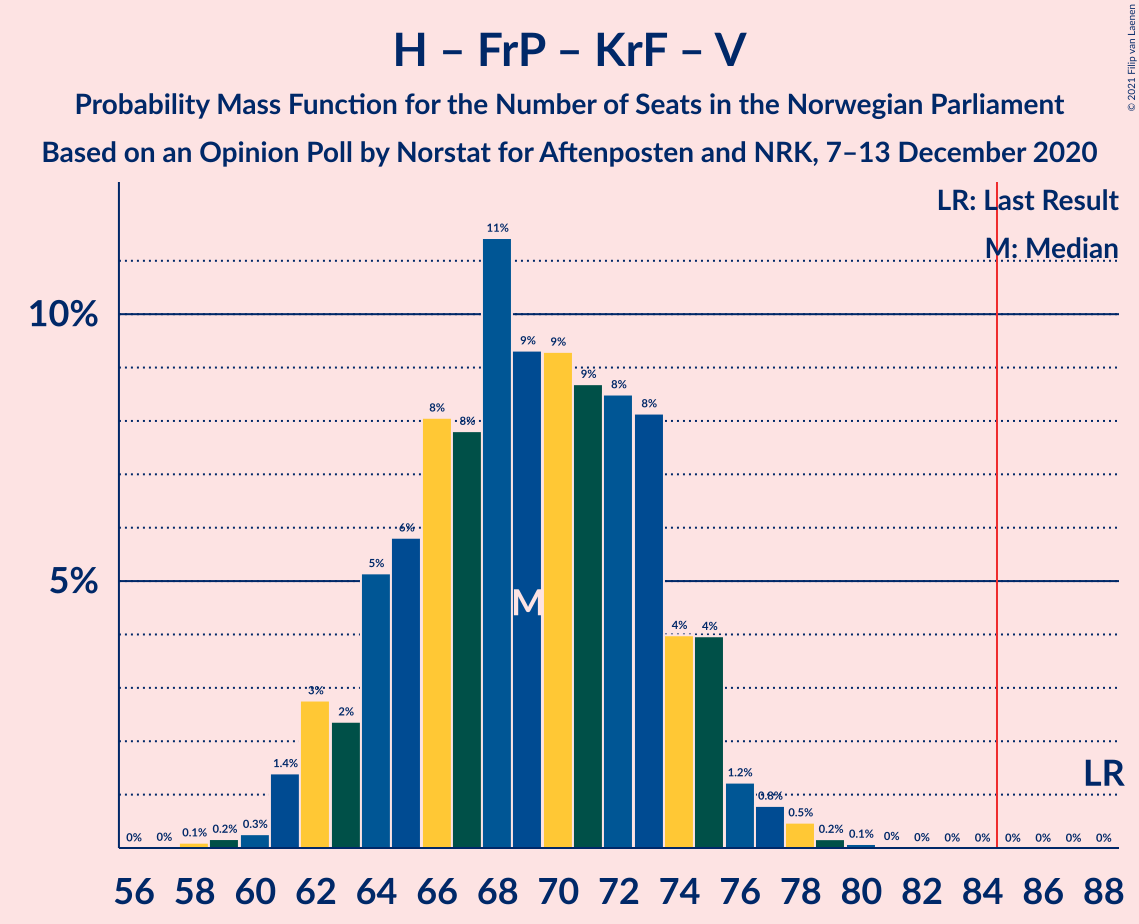 H – FrP – KrF – V
Probability Mass Function for the Number of Seats in the Norwegian Parliament
Based on an Opinion Poll by Norstat for Aftenposten and NRK, 7–13 December 2020
© 2021 Filip van Laenen
LR: Last Result
M: Median
10%
5%
0% 0% 0.1% 0.2% 0.3% 1.4% 3% 2% 5% 6% 8% 8% 11% 9% 9% 9% 8% 8% 4% 4% 1.2% 0.8% 0.5% 0.2% 0.1% 0% 0% 0% 0% 0% 0% 0% 0%
M
LR
56 58 60 62 64 66 68 70 72 74 76 78 80 82 84 86 88